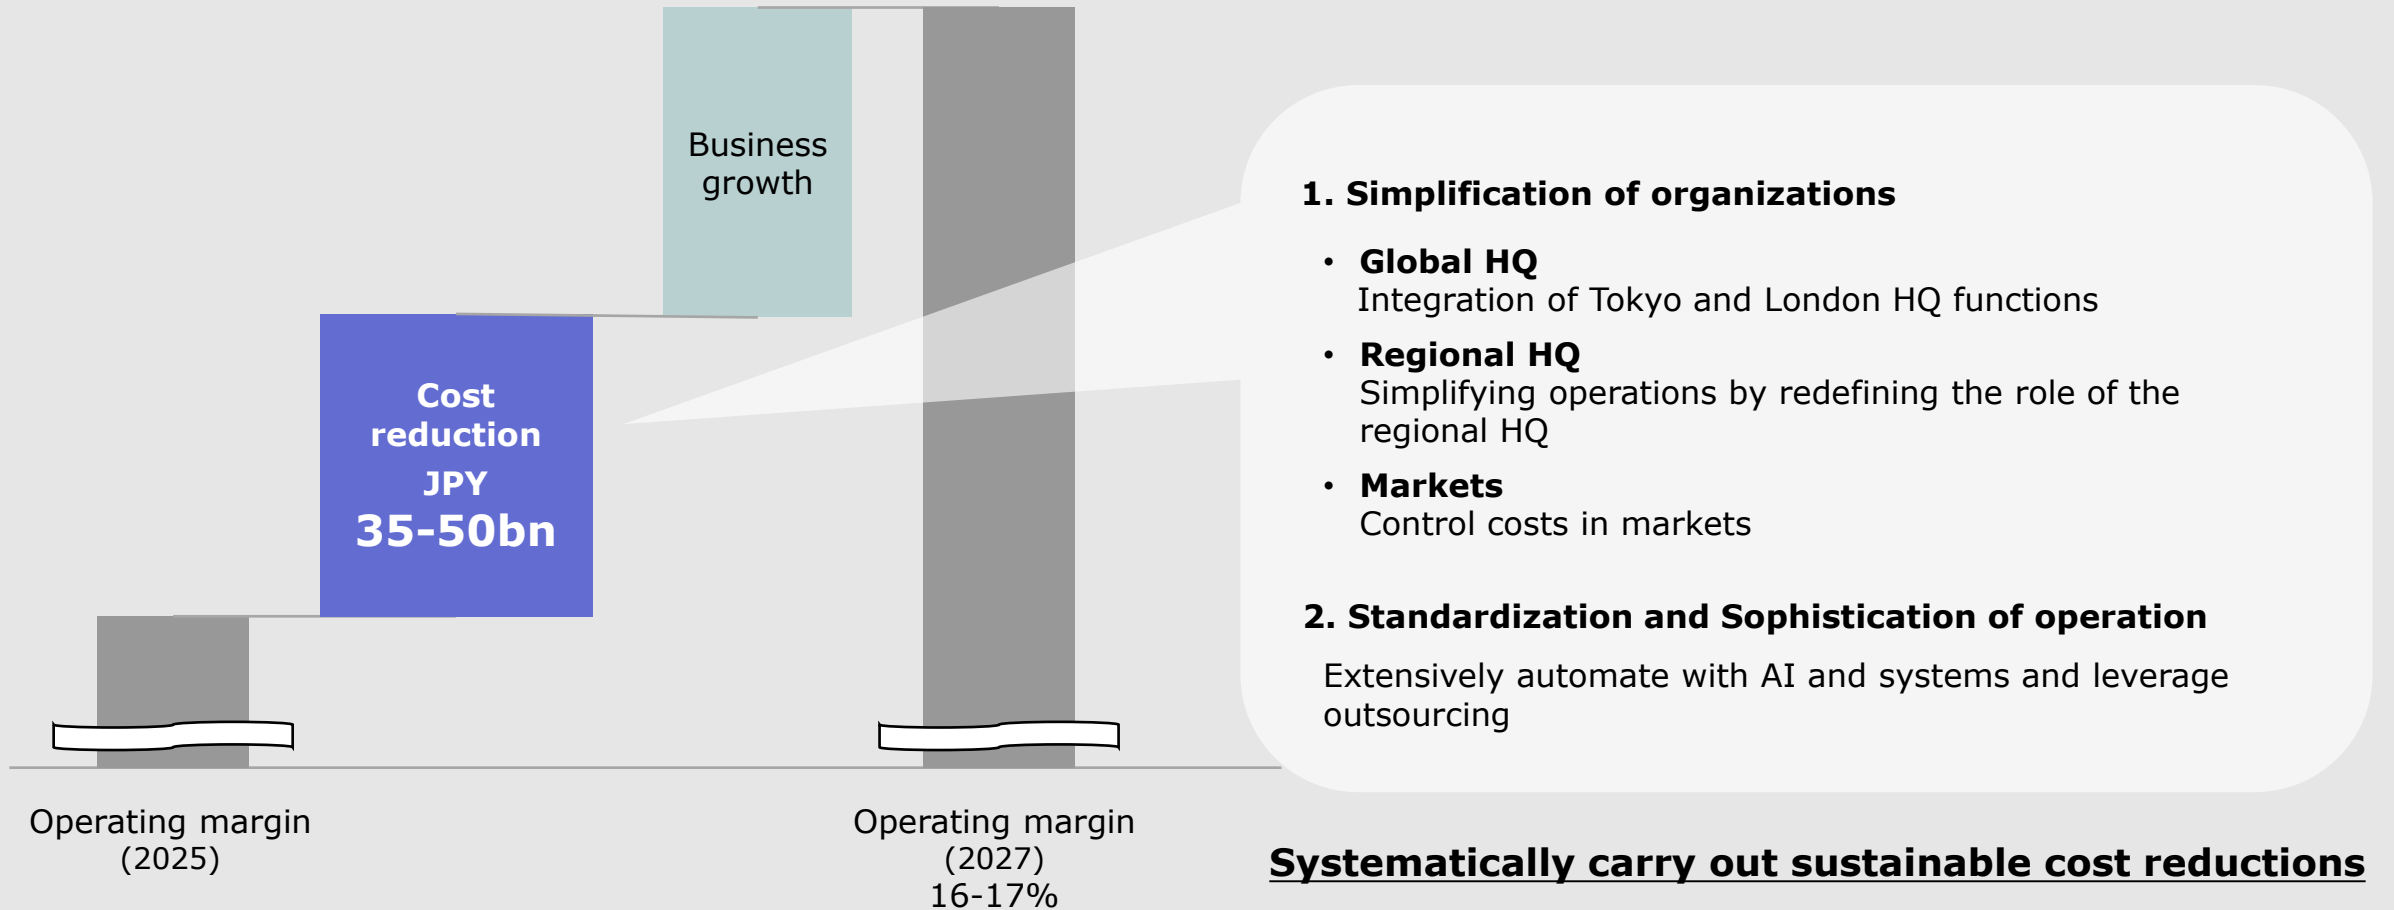 Business
growth
Cost
reduction
JPY
35-50bn
Operating margin
(2025)
Operating margin
(2027)
16-17%
1. Simplification of organizations
• Global HQ
Integration of Tokyo and London HQ functions
• Regional HQ
Simplifying operations by redefining the role of the
regional HQ
• Markets
Control costs in markets
2. Standardization and Sophistication of operation
Extensively automate with AI and systems and leverage
outsourcing
Systematically carry out sustainable cost reductions